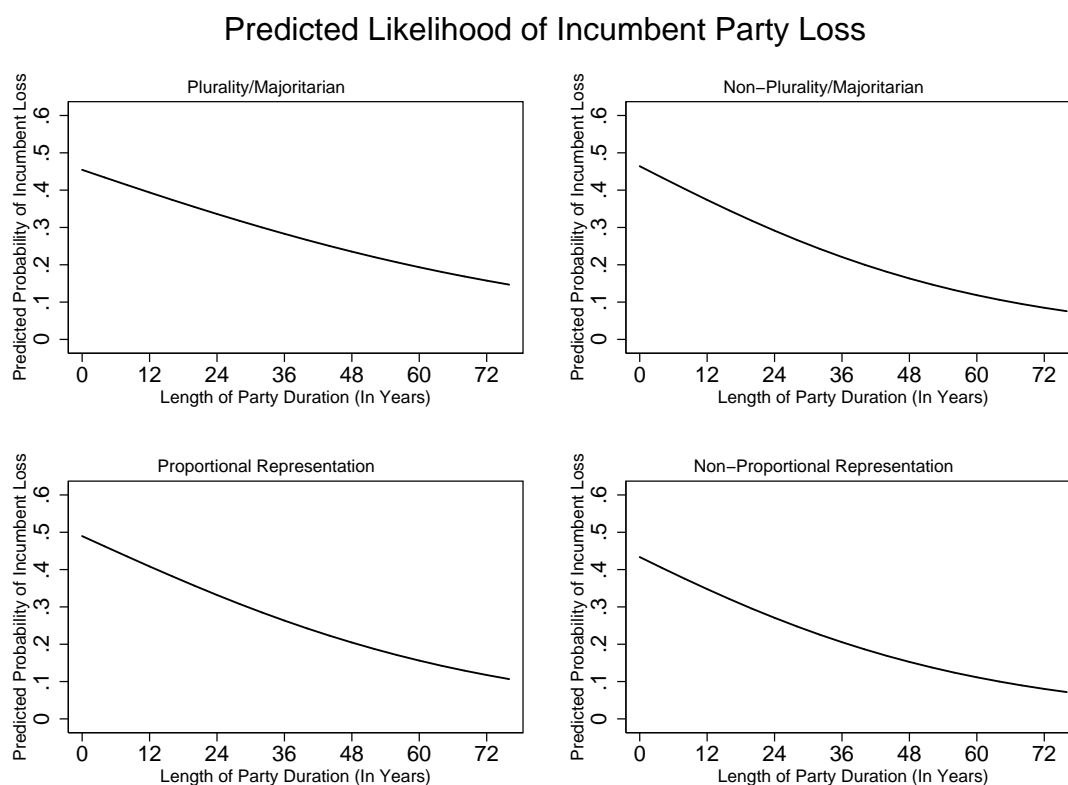 Predicted Likelihood of Incumbent Party Loss
Plurality/Majoritarian
Predicted Probability of Incumbent Loss
0 .1 .2 .3 .4 .5 .6
0 12 24 36 48 60 72
Length of Party Duration (In Years)
Non−Plurality/Majoritarian
Predicted Probability of Incumbent Loss
0 .1 .2 .3 .4 .5 .6
0 12 24 36 48 60 72
Length of Party Duration (In Years)
Proportional Representation
Predicted Probability of Incumbent Loss
0 .1 .2 .3 .4 .5 .6
0 12 24 36 48 60 72
Length of Party Duration (In Years)
Non−Proportional Representation
Predicted Probability of Incumbent Loss
0 .1 .2 .3 .4 .5 .6
0 12 24 36 48 60 72
Length of Party Duration (In Years)